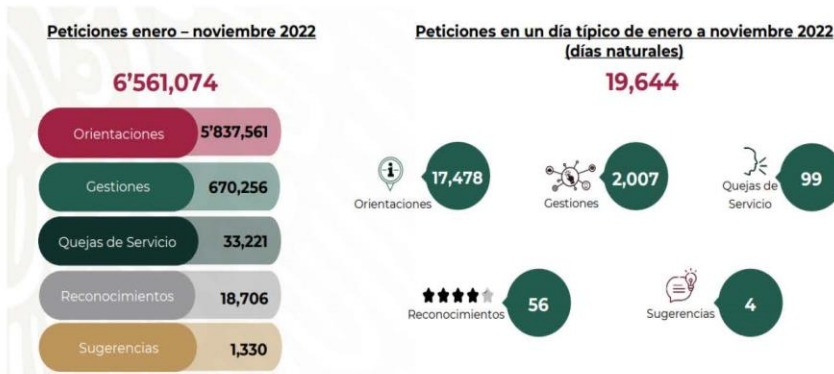 Peticiones enero – noviembre 2022
6’561,074
Orientaciones 5’837,561
Gestiones 670,256
Quejas de Servicio 33,221
Reconocimientos 18,706
Sugerencias 1,330
Peticiones en un día típico de enero a noviembre 2022
(días naturales)
19,644
Orientaciones 17,478
Gestiones 2,007
Quejas de
Servicio 99
Reconocimientos 56
Sugerencias 4